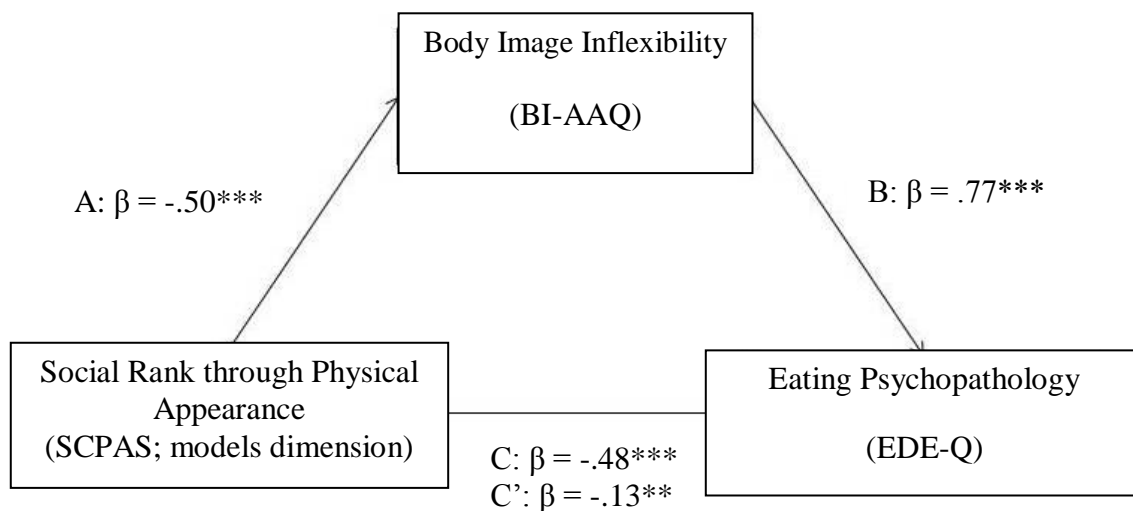 Body Image Inflexibility
(BI-AAQ)
A: β = -.50***
B: β = .77***
Social Rank through Physical
Appearance
(SCPAS; models dimension)
Eating Psychopathology
(EDE-Q)
C: β = -.48***
C’: β = -.13**